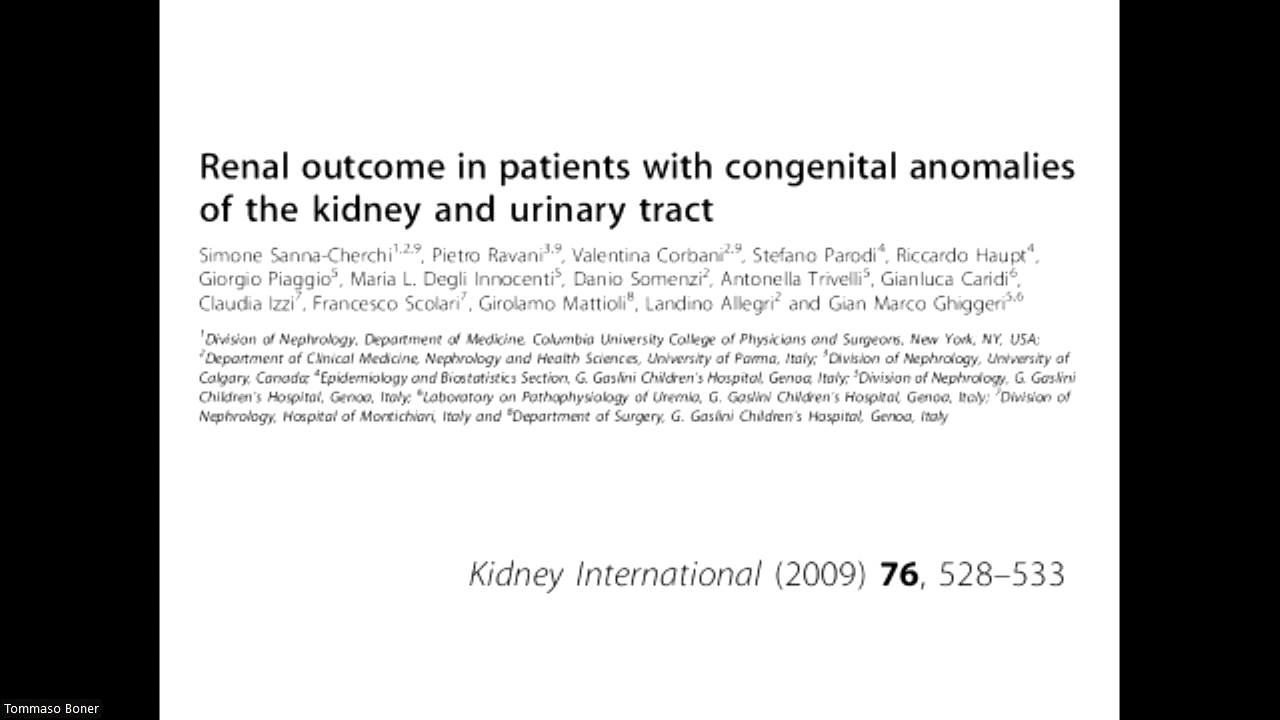 Renal outcome in patients with congenital anomalies
of the kidney and urinary tract
Simone Sanna-Cherchi1,2,9, Pietro Ravani3,9, Valentina Corbani2,9, Stefano Parodi4, Riccardo Haupt4,
Giorgio Piaggio5, Maria L. Degli Innocenti5, Danio Somenzi2, Antonella Trivelli5, Gianluca Caridi6,
Claudia Izzi7, Francesco Scolari7, Girolamo Mattioli8, Landino Allegri2 and Gian Marco Ghiggeri5,6
1Division of Nephrology, Department of Medicine, Columbia University College of Physicians and Surgeons, New York, NY, USA;
2Department of Clinical Medicine, Nephrology and Health Sciences, University of Parma, Italy; 3Division of Nephrology, University of
Calgary, Canada; 4Epidemiology and Biostatistics Section, G. Gaslini Children's Hospital, Genoa, Italy; 5Division of Nephrology, G. Gaslini
Children's Hospital, Genoa, Italy; 6Laboratory on Pathophysiology of Uremia, G. Gaslini Children's Hospital, Genoa, Italy; 7Division of
Nephrology, Hospital of Montichiari, Italy and 8Department of Surgery, G. Gaslini Children's Hospital, Genoa, Italy
Kidney International (2009) 76, 528–533
Tommaso Boner